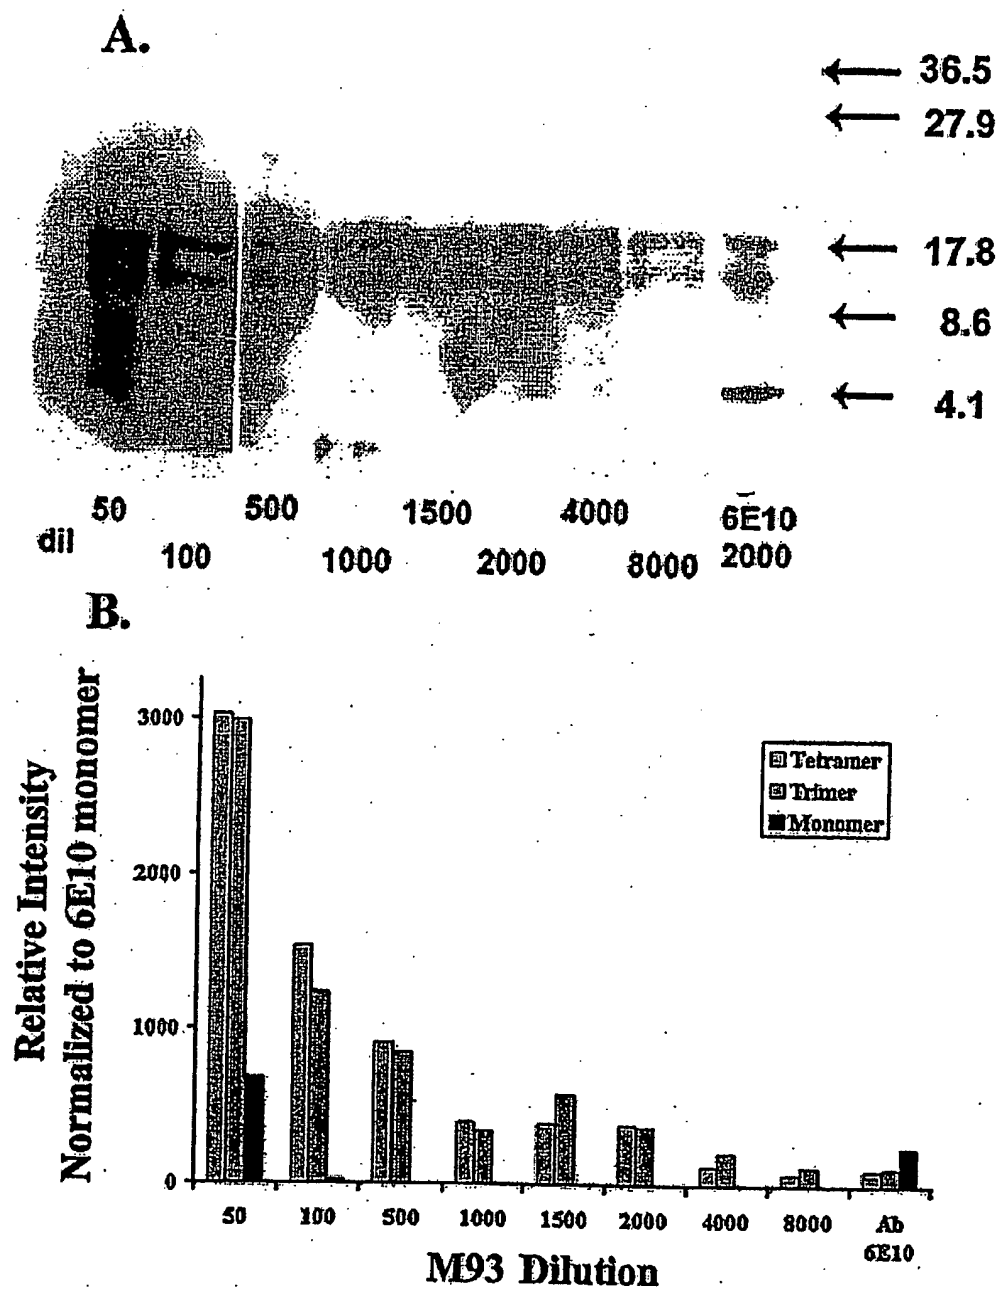 A.
36.5
27.9
17.8
8.6
4.1
50 500 1500 4000 6E10
dil 100 1000 2000 8000 2000
B.
Relative Intensity
Normalized to 6E10 monomer
3000
2000
1000
0
Tetramer
Trimer
Monomer
50 100 500 1000 1500 2000 4000 8000 Ab
6E10
M93 Dilution